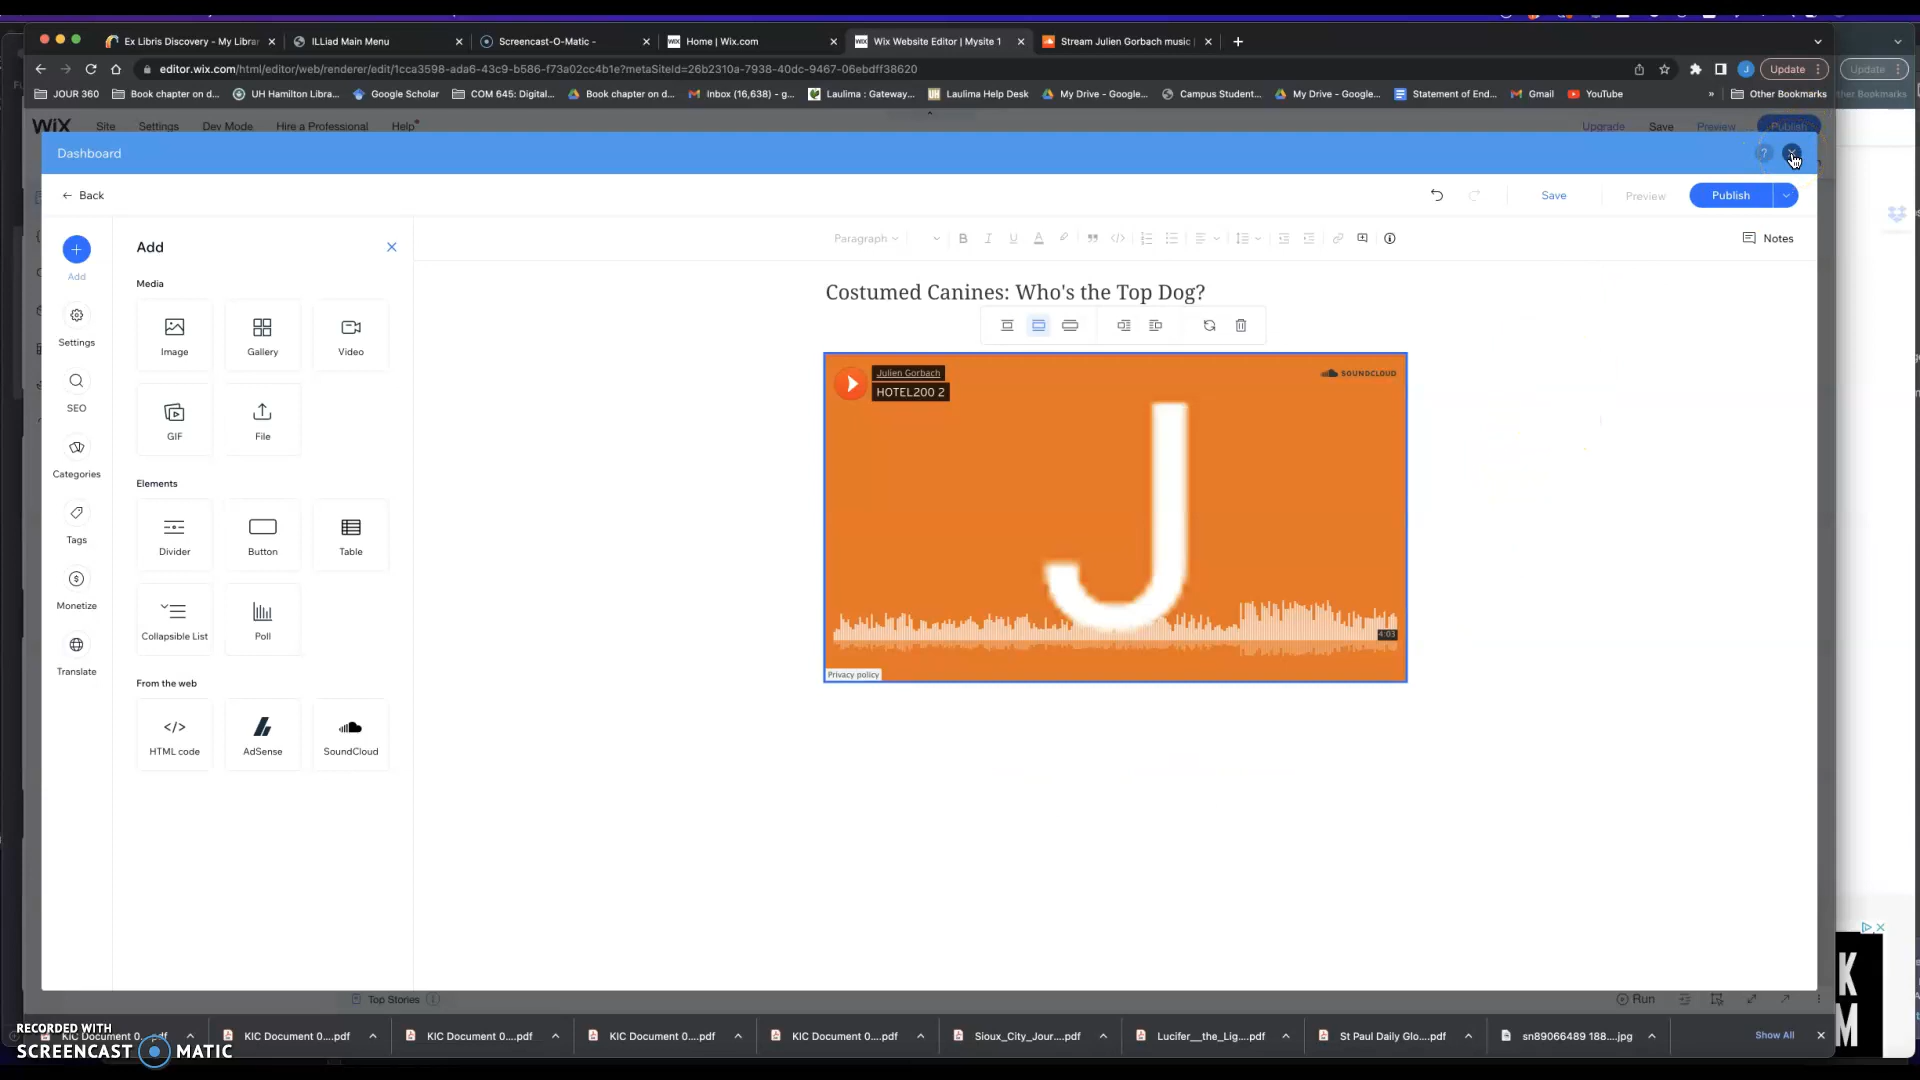 Ex Libris Discovery - My Librar
ILLiad Main Menu
Screencast-O-Matic -
WIX Home | Wix.com
WIX Wix Website Editor | Mysite 1
Stream Julien Gorbach music
editor.wix.com/html/editor/web/renderer/edit/1cca3598-ada6-43c9-b586-f73a02cc4b1e?metaSiteId=26b2310a-7938-40dc-9467-06ebdff38620
J
Update
Update
JOUR 360
Book chapter on d...
UH Hamilton Libra...
Google Scholar
COM 645: Digital...
Book chapter on d...
Inbox (16,638) - g...
Laulima : Gateway...
Laulima Help Desk
My Drive - Google...
Campus Student...
My Drive - Google...
Statement of End...
Gmail
YouTube
»
Other Bookmarks
ther Bookmarks
WiX
Site
Settings
Dev Mode
Hire a Professional
Help
Upgrade
Save
Preview
Publish
Dashboard
?
← Back
Save
Preview
Publish
Add
Paragraph
B I U A
Notes
Add
Media
Settings
Image
Gallery
Video
SEO
GIF
File
Categories
Elements
Tags
Divider
Button
Table
Monetize
Collapsible List
Poll
Translate
From the web
HTML code
AdSense
SoundCloud
Costumed Canines: Who's the Top Dog?
Julien Gorbach
HOTEL200 2
SOUNDCLOUD
J
4:03
Privacy policy
Top Stories
Run
K
M
RECORDED WITH
SCREENCAST MATIC
KIC Document 0....pdf
KIC Document 0....pdf
KIC Document 0....pdf
KIC Document 0....pdf
Sioux_City_Jour....pdf
Lucifer__the_Lig....pdf
St Paul Daily Glo....pdf
sn89066489 188....jpg
Show All